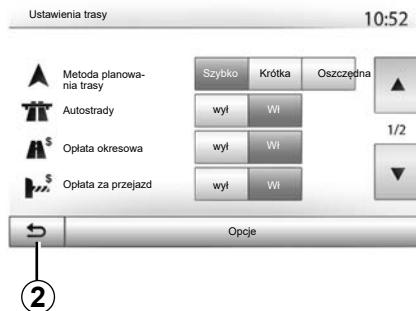 Ustawienia trasy 10:52
Metoda planowa-
nia trasy
Szybko Krótka Oszczędna
Autostrady wył Wł
1/2
Opłata okresowa wył Wł
Opłata za przejazd wył Wł
Opcje
2